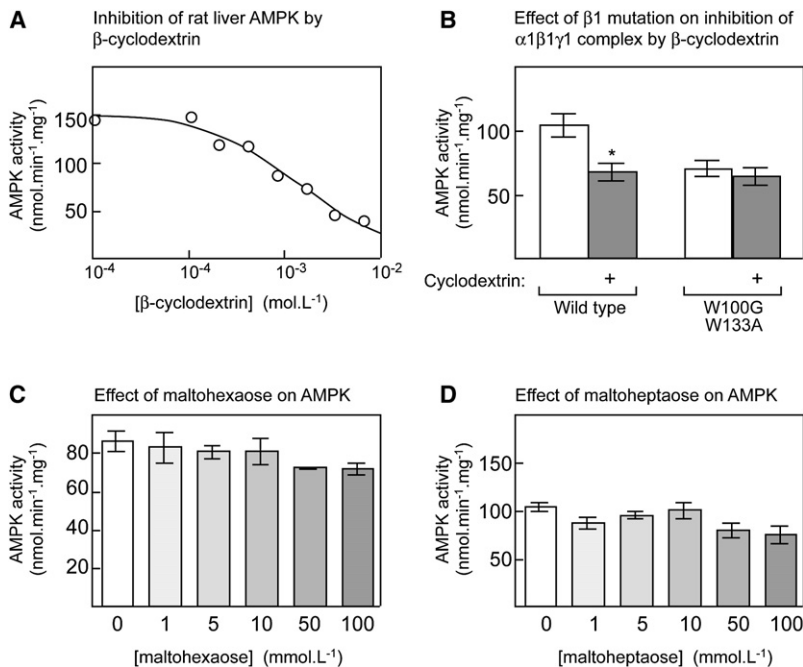 A
Inhibition of rat liver AMPK by
β-cyclodextrin
AMPK activity
(nmol.min-1.mg-1)
150
100
50
10-4
10-4
10-3
10-2
[β-cyclodextrin] (mol.L-1)
B
Effect of β1 mutation on inhibition of
α1β1γ1 complex by β-cyclodextrin
AMPK activity
(nmol.min-1.mg-1)
100
50
*
Cyclodextrin: + +
Wild type
W100G
W133A
C
Effect of maltohexaose on AMPK
AMPK activity
(nmol.min-1.mg-1)
80
60
40
20
0 1 5 10 50 100
[maltohexaose] (mmol.L-1)
D
Effect of maltoheptaose on AMPK
AMPK activity
(nmol.min-1.mg-1)
150
100
50
0 1 5 10 50 100
[maltoheptaose] (mmol.L-1)